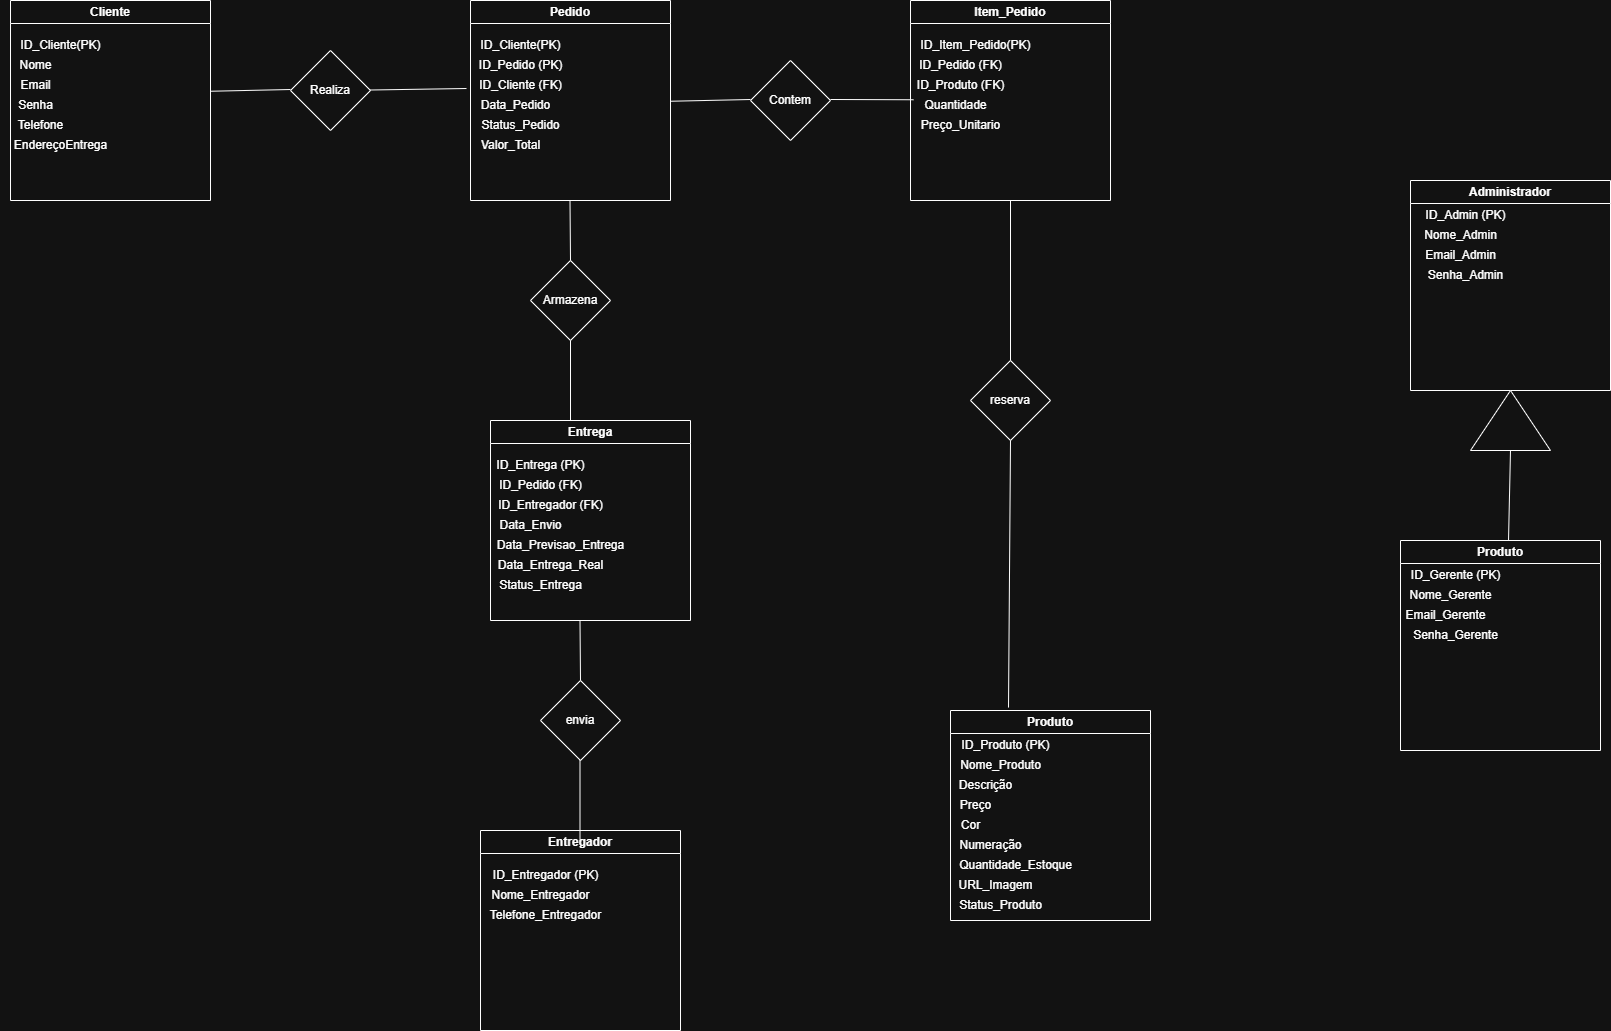 Cliente
ID_Cliente(PK)
Nome
Email
Senha
Telefone
EndereçoEntrega
Realiza
Pedido
ID_Cliente(PK)
ID_Pedido (PK)
ID_Cliente (FK)
Data_Pedido
Status_Pedido
Valor_Total
Contem
Item_Pedido
ID_Item_Pedido(PK)
ID_Pedido (FK)
ID_Produto (FK)
Quantidade
Preço_Unitario
Armazena
Entrega
ID_Entrega (PK)
ID_Pedido (FK)
ID_Entregador (FK)
Data_Envio
Data_Previsao_Entrega
Data_Entrega_Real
Status_Entrega
envia
Entregador
ID_Entregador (PK)
Nome_Entregador
Telefone_Entregador
reserva
Produto
ID_Produto (PK)
Nome_Produto
Descrição
Preço
Cor
Numeração
Quantidade_Estoque
URL_Imagem
Status_Produto
Administrador
ID_Admin (PK)
Nome_Admin
Email_Admin
Senha_Admin
Produto
ID_Gerente (PK)
Nome_Gerente
Email_Gerente
Senha_Gerente